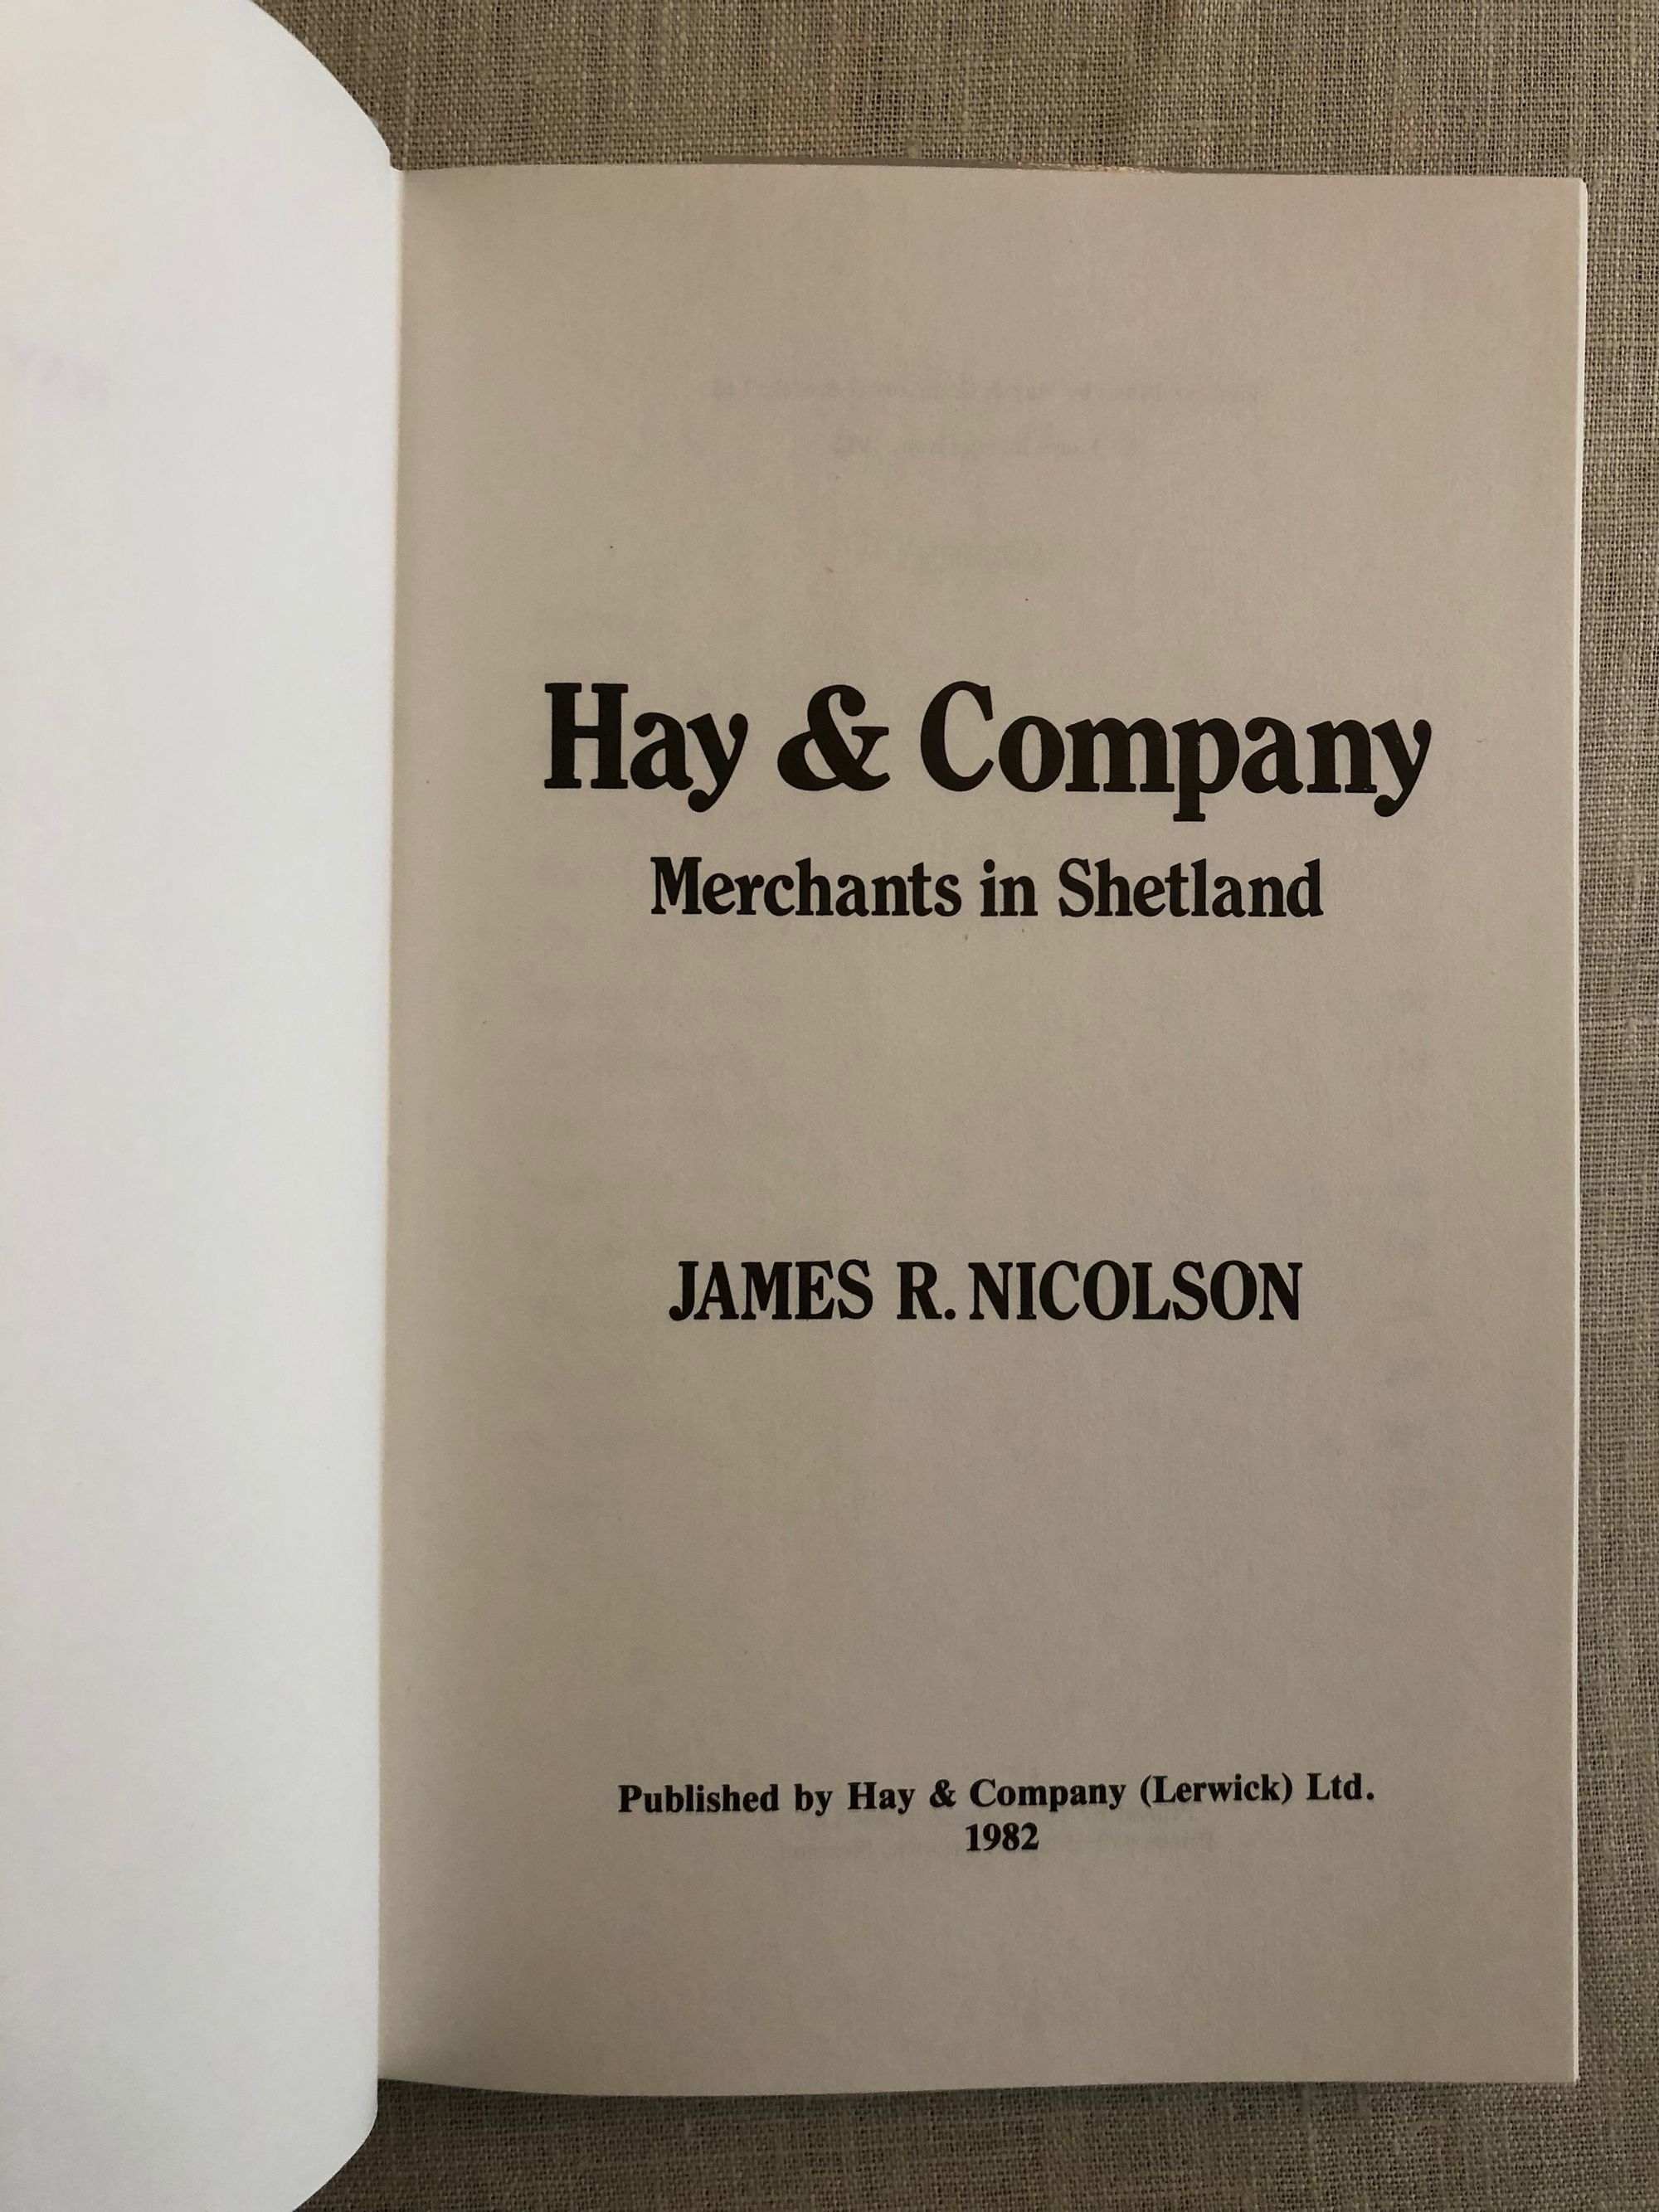 Hay & Company
Merchants in Shetland
JAMES R. NICOLSON
Published by Hay & Company (Lerwick) Ltd.
1982